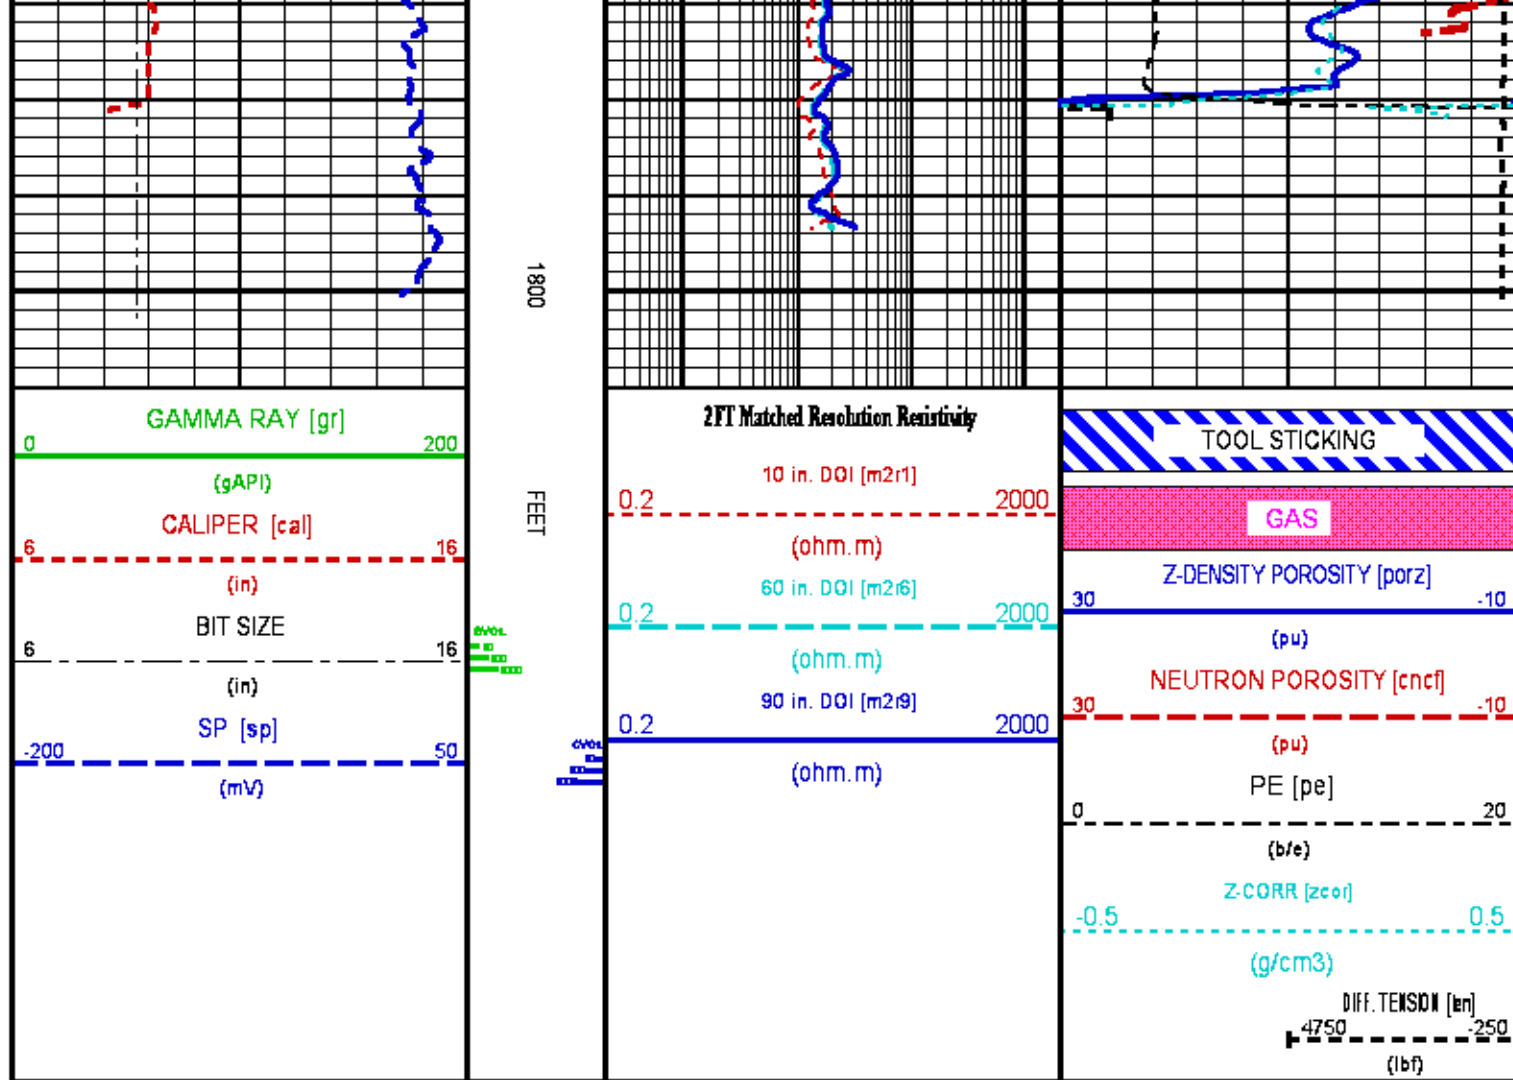 1800
FEET
GAMMA RAY [gr]
0 200
(gAPI)
CALIPER [cal]
6 16
(in)
BIT SIZE
6 16
(in)
SP [sp]
-200 50
(mV)
2FT Matched Resolution Resistivity
10 in. DOI [m2r1]
0.2 2000
(ohm.m)
60 in. DOI [m2r6]
0.2 2000
(ohm.m)
90 in. DOI [m2r9]
0.2 2000
(ohm.m)
TOOL STICKING
GAS
Z-DENSITY POROSITY [porz]
30 -10
(pu)
NEUTRON POROSITY [cncf]
30 -10
(pu)
PE [pe]
0 20
(b/e)
Z-CORR [zcor]
-0.5 0.5
(g/cm3)
DIFF. TENSION [ten]
4750 -250
(lbf)